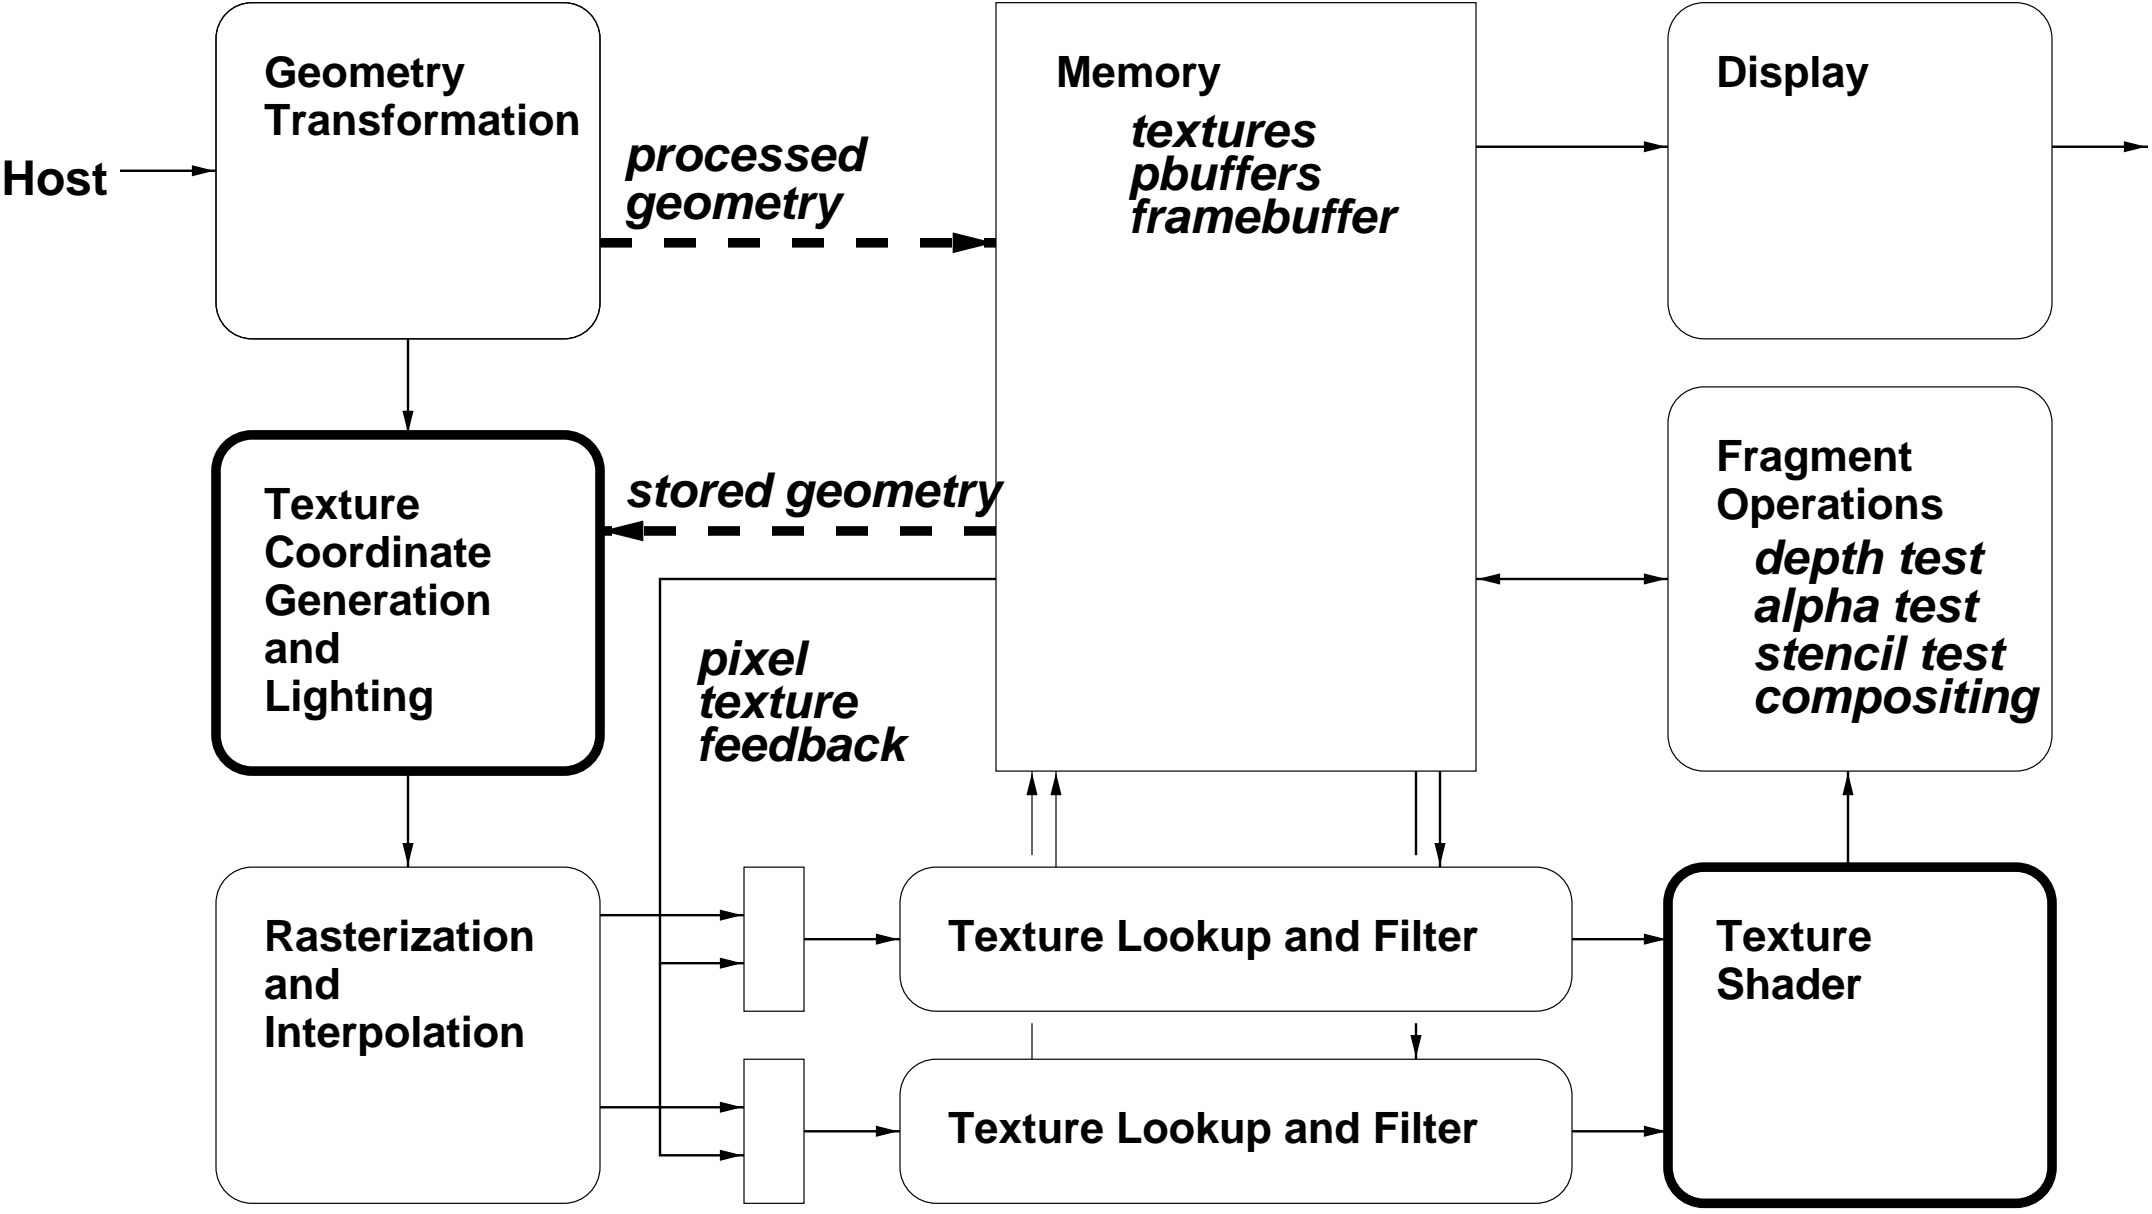 Host
Geometry
Transformation
processed
geometry
Memory
textures
pbuffers
framebuffer
Display
Texture
Coordinate
Generation
and
Lighting
stored geometry
pixel
texture
feedback
Fragment
Operations
depth test
alpha test
stencil test
compositing
Rasterization
and
Interpolation
Texture Lookup and Filter
Texture Lookup and Filter
Texture
Shader